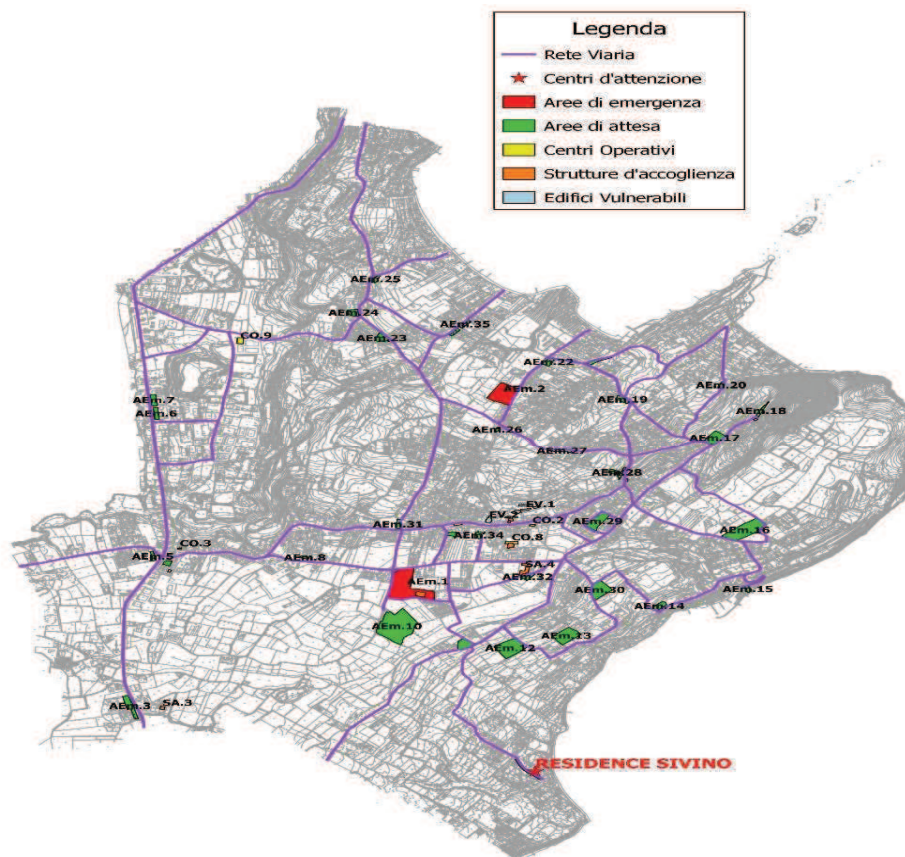 Legenda
Rete Viaria
Centri d'attenzione
Aree di emergenza
Aree di attesa
Centri Operativi
Strutture d'accoglienza
Edifici Vulnerabili
AEm.25
AEm.24
AEm.35
CO.9
AEm.23
AEm.22
AEm.2
AEm.20
AEm.7
AEm.6
AEm.19
AEm.18
AEm.26
AEm.17
AEm.27
AEm.28
EV.1
AEm.31
CO.2
AEm.29
AEm.16
AEm.34
CO.8
CO.3
AEm.5
AEm.8
SA.4
AEm.32
AEm.1
AEm.30
AEm.15
AEm.14
AEm.10
AEm.13
AEm.12
AEm.3
SA.3
RESIDENCE SIVINO